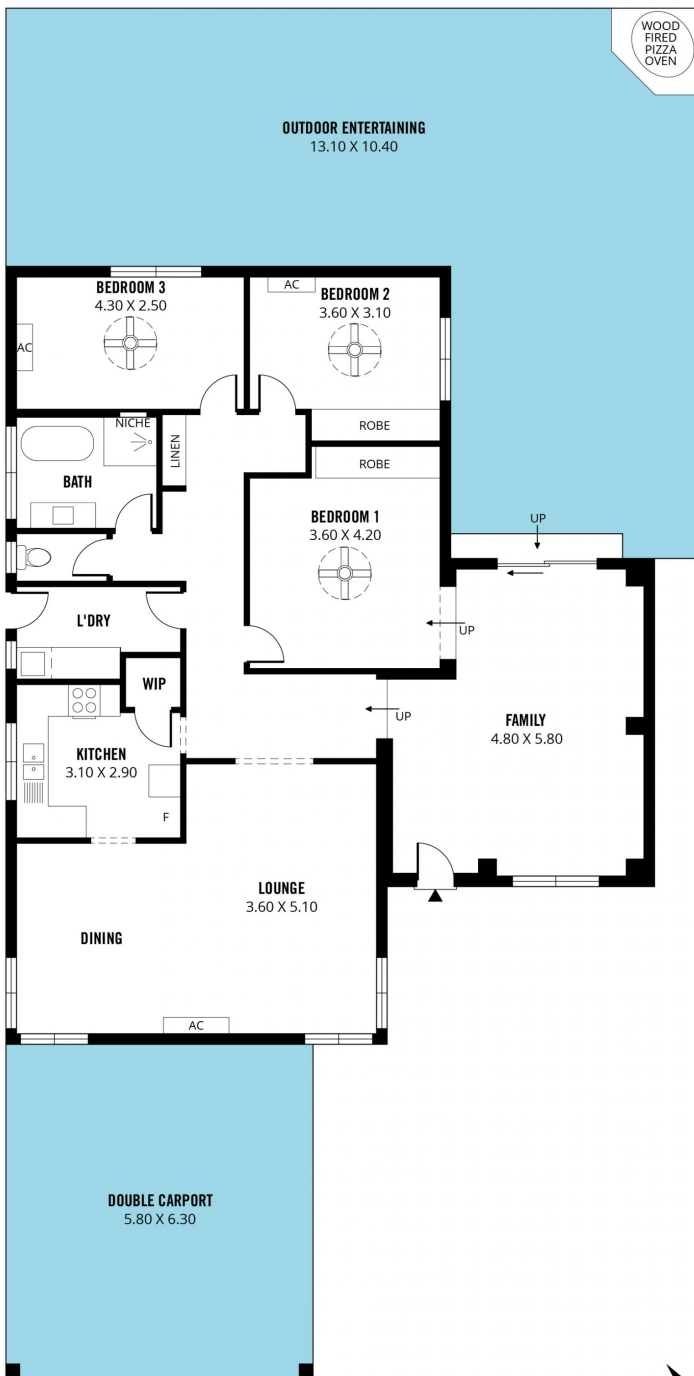 WOOD
FIRED
PIZZA
OVEN
OUTDOOR ENTERTAINING
13.10 X 10.40
BEDROOM 3
4.30 X 2.50
AC
BEDROOM 2
3.60 X 3.10
AC
NICHE
LINEN
ROBE
ROBE
BATH
BEDROOM 1
3.60 X 4.20
UP
L'DRY
UP
WIP
UP
FAMILY
4.80 X 5.80
KITCHEN
3.10 X 2.90
F
LOUNGE
3.60 X 5.10
DINING
AC
DOUBLE CARPORT
5.80 X 6.30